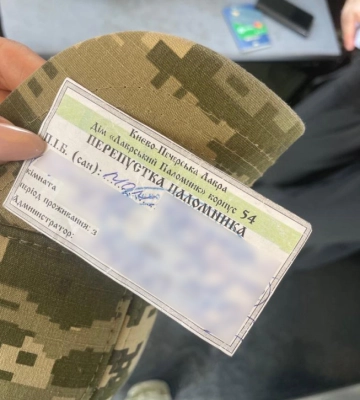 Києво-Печерська Лавра
Дім «Лаврський Паломник» корпус 54
ПЕРЕПУСТКА ПАЛОМНИКА
П.І.Б. (сан):
Кімната
Період проживання: з
Адміністратор: